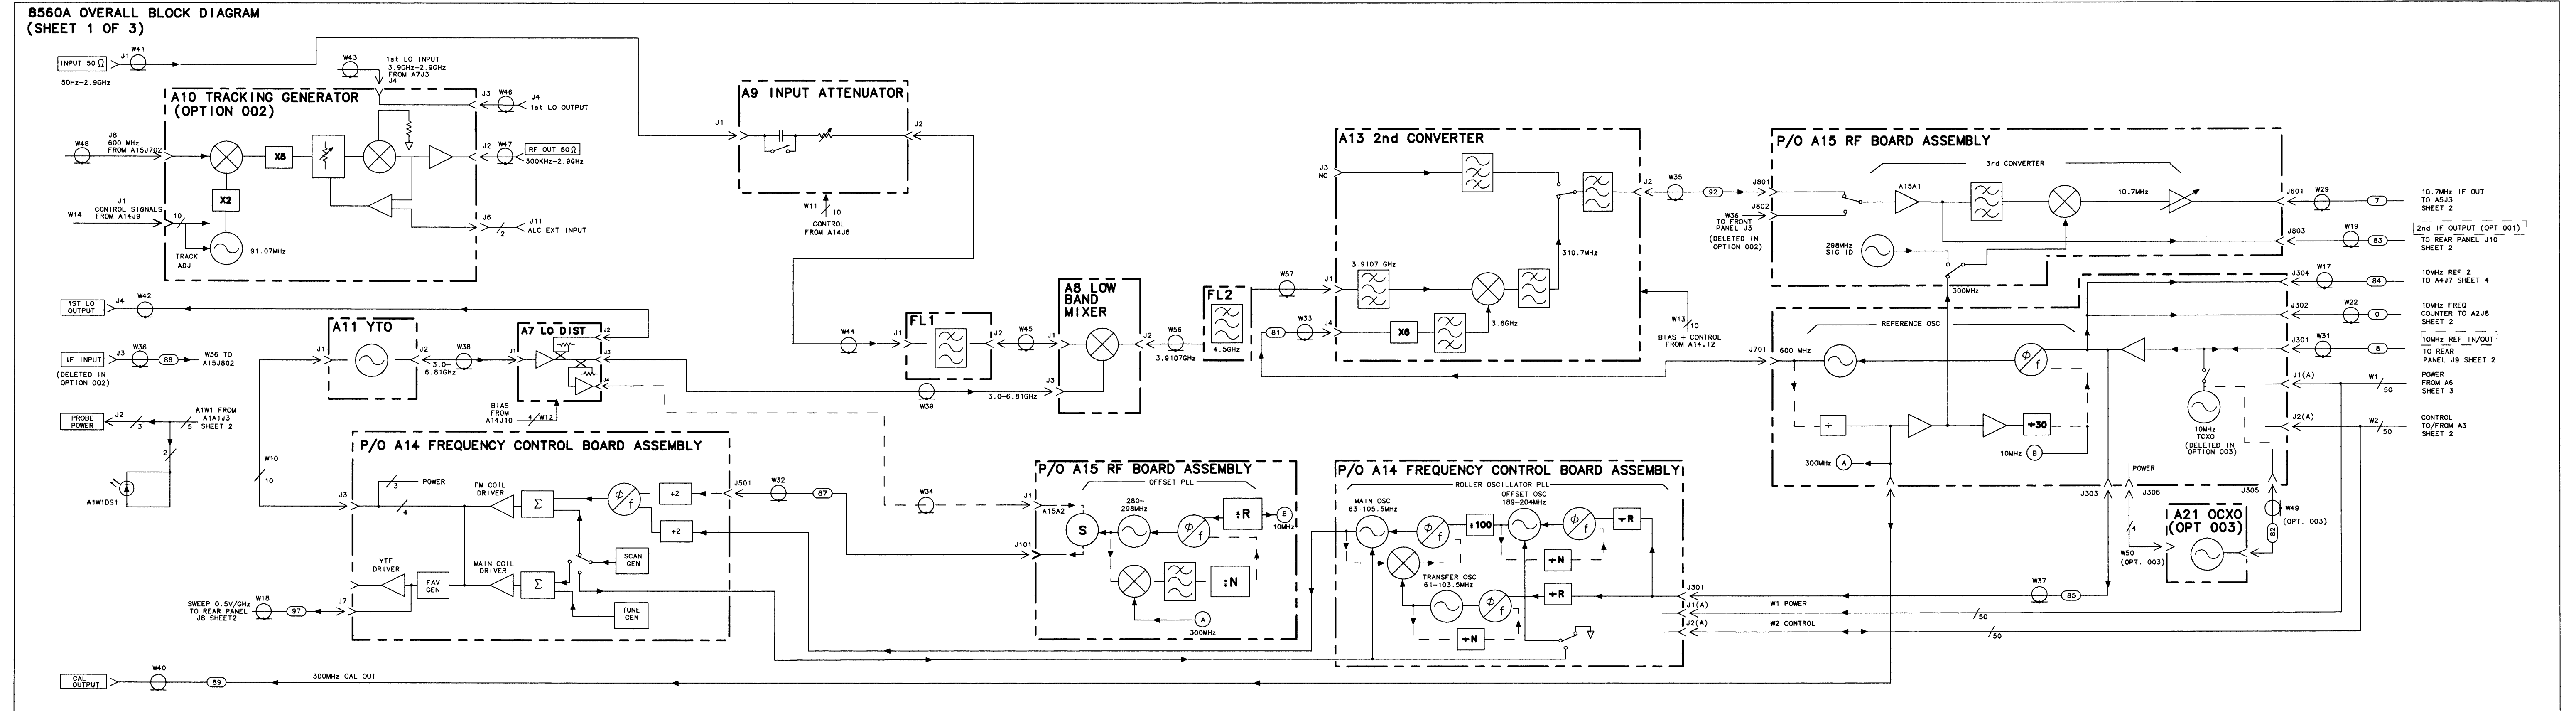 8560A OVERALL BLOCK DIAGRAM
(SHEET 1 OF 3)
INPUT 50Ω
J1
W41
50Hz-2.9GHz
W43
1st LO INPUT
3.9GHz-2.9GHz
FROM A7J3
J4
A10 TRACKING GENERATOR
(OPTION 002)
J3
W46
J4
1st LO OUTPUT
W48
J8
600 MHz
FROM A15J702
X5
J2
W47
RF OUT 50Ω
300KHz-2.9GHz
X2
J1
CONTROL SIGNALS
FROM A14J9
W14
10
TRACK
ADJ
91.07MHz
J6
2
J11
ALC EXT INPUT
A9 INPUT ATTENUATOR
J1
J2
W11
10
CONTROL
FROM A14J6
1ST LO
OUTPUT
J4
W42
A11 YTO
J1
J2
W38
3.0-
6.81GHz
A7 LO DIST
J1
J2
J3
J4
BIAS
FROM
A14J10
4
W12
IF INPUT
J3
W36
86
W36 TO
A15J802
(DELETED IN
OPTION 002)
PROBE
POWER
J2
3
5
A1W1 FROM
A1A1J3
SHEET 2
2
A1W1DS1
W10
10
W44
J1
FL1
J2
W45
W39
3.0-6.81GHz
A8 LOW
BAND
MIXER
J1
J2
J3
W56
3.9107GHz
FL2
4.5GHz
W57
81
W33
A13 2nd CONVERTER
J3
NC
J1
3.9107 GHz
J4
X6
3.6GHz
310.7MHz
J2
W35
92
W13
10
BIAS + CONTROL
FROM A14J12
P/O A15 RF BOARD ASSEMBLY
3rd CONVERTER
J801
J802
W36
TO FRONT
PANEL J3
(DELETED IN
OPTION 002)
A15A1
10.7MHz
298MHz
SIG ID
300MHz
J601
W29
7
10.7MHz IF OUT
TO A5J3
SHEET 2
J803
W19
83
2nd IF OUTPUT (OPT 001)
TO REAR PANEL J10
SHEET 2
J304
W17
84
10MHz REF 2
TO A4J7 SHEET 4
J302
W22
0
10MHz FREQ
COUNTER TO A2J8
SHEET 2
J301
W31
8
10MHz REF IN/OUT
TO REAR
PANEL J9 SHEET 2
J1(A)
W1
50
POWER
FROM A6
SHEET 3
J2(A)
W2
50
CONTROL
TO/FROM A3
SHEET 2
REFERENCE OSC
J701
600 MHz
ϕ/f
÷
÷30
300MHz
A
10MHz
B
10MHz
TCXO
(DELETED IN
OPTION 003)
POWER
J303
J306
J305
W49
(OPT. 003)
82
A21 OCXO
(OPT 003)
4
W50
(OPT. 003)
P/O A14 FREQUENCY CONTROL BOARD ASSEMBLY
J3
3
POWER
4
FM COIL
DRIVER
Σ
ϕ/f
÷2
÷2
J501
W32
87
SCAN
GEN
YTF
DRIVER
FAV
GEN
MAIN COIL
DRIVER
Σ
TUNE
GEN
J7
SWEEP 0.5V/GHz
TO REAR PANEL
J8 SHEET2
W18
97
W34
P/O A15 RF BOARD ASSEMBLY
OFFSET PLL
J1
A15A2
S
280-
298MHz
ϕ/f
÷R
B
10MHz
÷N
J101
A
300MHz
P/O A14 FREQUENCY CONTROL BOARD ASSEMBLY
ROLLER OSCILLATOR PLL
MAIN OSC
63-105.5MHz
OFFSET OSC
189-204MHz
ϕ/f
÷100
ϕ/f
÷R
÷N
TRANSFER OSC
61-103.5MHz
ϕ/f
÷R
÷N
J301
J1(A)
J2(A)
W37
85
W1 POWER
50
W2 CONTROL
50
CAL
OUTPUT
W40
89
300MHz CAL OUT